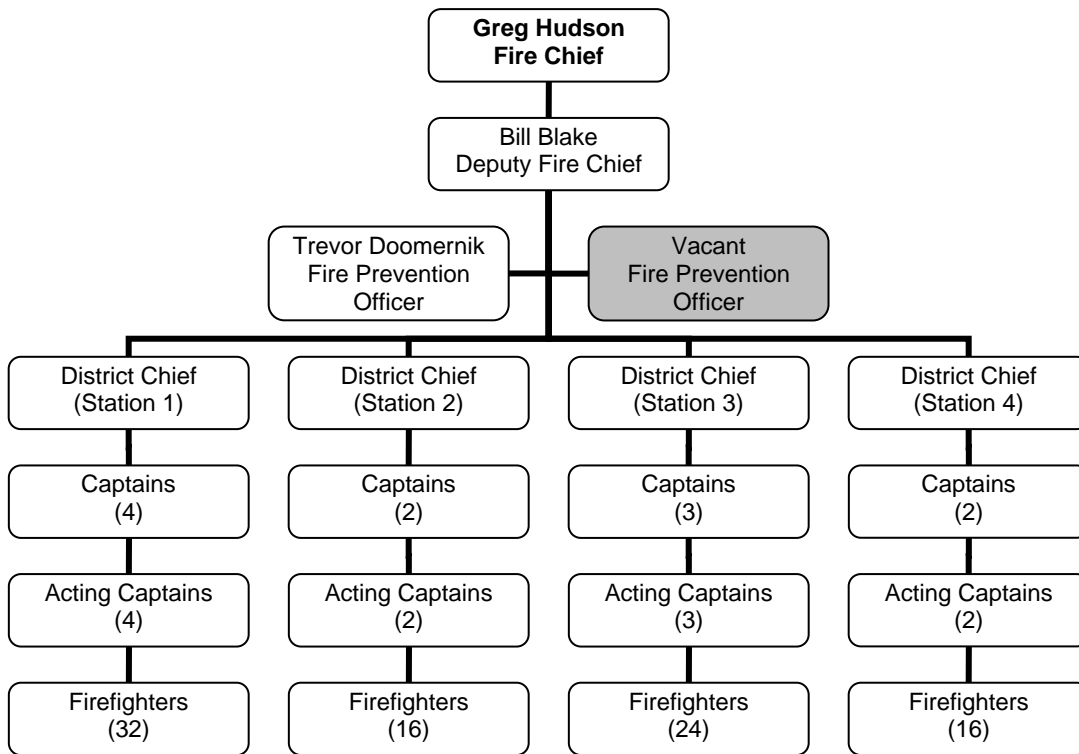 Greg Hudson
Fire Chief
Bill Blake
Deputy Fire Chief
Trevor Doomernik
Fire Prevention
Officer
Vacant
Fire Prevention
Officer
District Chief
(Station 1)
District Chief
(Station 2)
District Chief
(Station 3)
District Chief
(Station 4)
Captains
(4)
Captains
(2)
Captains
(3)
Captains
(2)
Acting Captains
(4)
Acting Captains
(2)
Acting Captains
(3)
Acting Captains
(2)
Firefighters
(32)
Firefighters
(16)
Firefighters
(24)
Firefighters
(16)